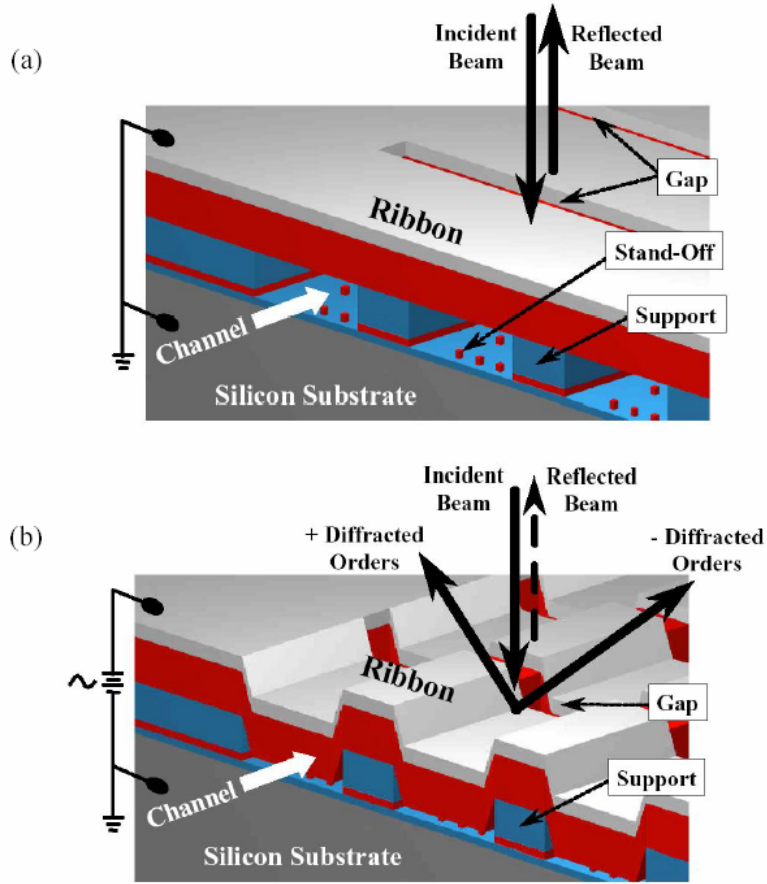 (a)
Incident
Beam
Reflected
Beam
Gap
Ribbon
Stand-Off
Support
Channel
Silicon Substrate
(b)
Incident
Beam
Reflected
Beam
+ Diffracted
Orders
- Diffracted
Orders
Ribbon
Gap
~
Support
Channel
Silicon Substrate